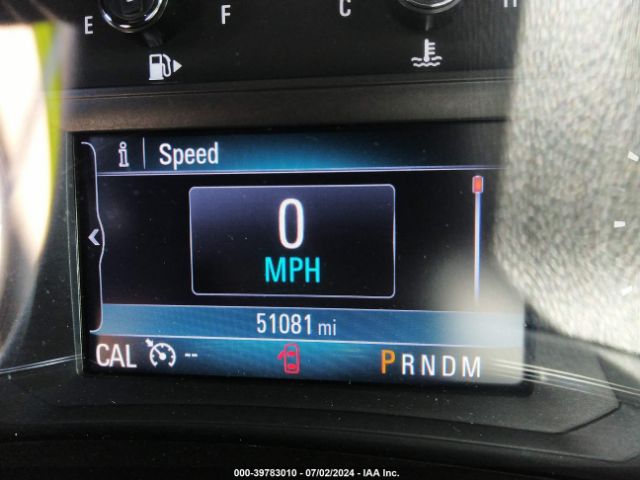 E F C H
Speed
0
MPH
51081 mi
CAL -- PRNDM
000-39783010 - 07/02/2024 - IAA Inc.